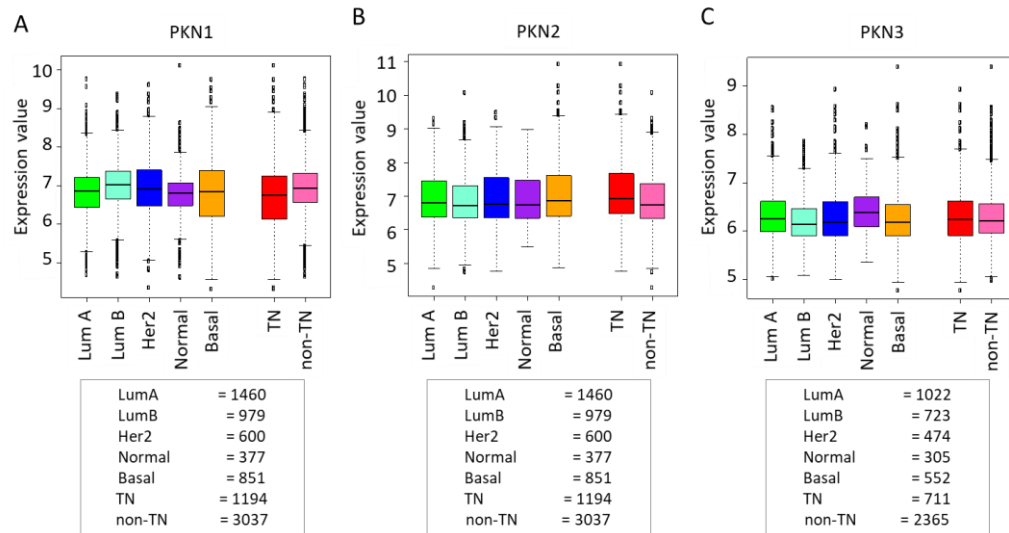 A
PKN1
Expression value
10
9
8
7
6
5
Lum A
Lum B
Her2
Normal
Basal
TN
non-TN
LumA = 1460
LumB = 979
Her2 = 600
Normal = 377
Basal = 851
TN = 1194
non-TN = 3037
B
PKN2
Expression value
11
10
9
8
7
6
5
Lum A
Lum B
Her2
Normal
Basal
TN
non-TN
LumA = 1460
LumB = 979
Her2 = 600
Normal = 377
Basal = 851
TN = 1194
non-TN = 3037
C
PKN3
Expression value
9
8
7
6
5
Lum A
Lum B
Her2
Normal
Basal
TN
non-TN
LumA = 1022
LumB = 723
Her2 = 474
Normal = 305
Basal = 552
TN = 711
non-TN = 2365